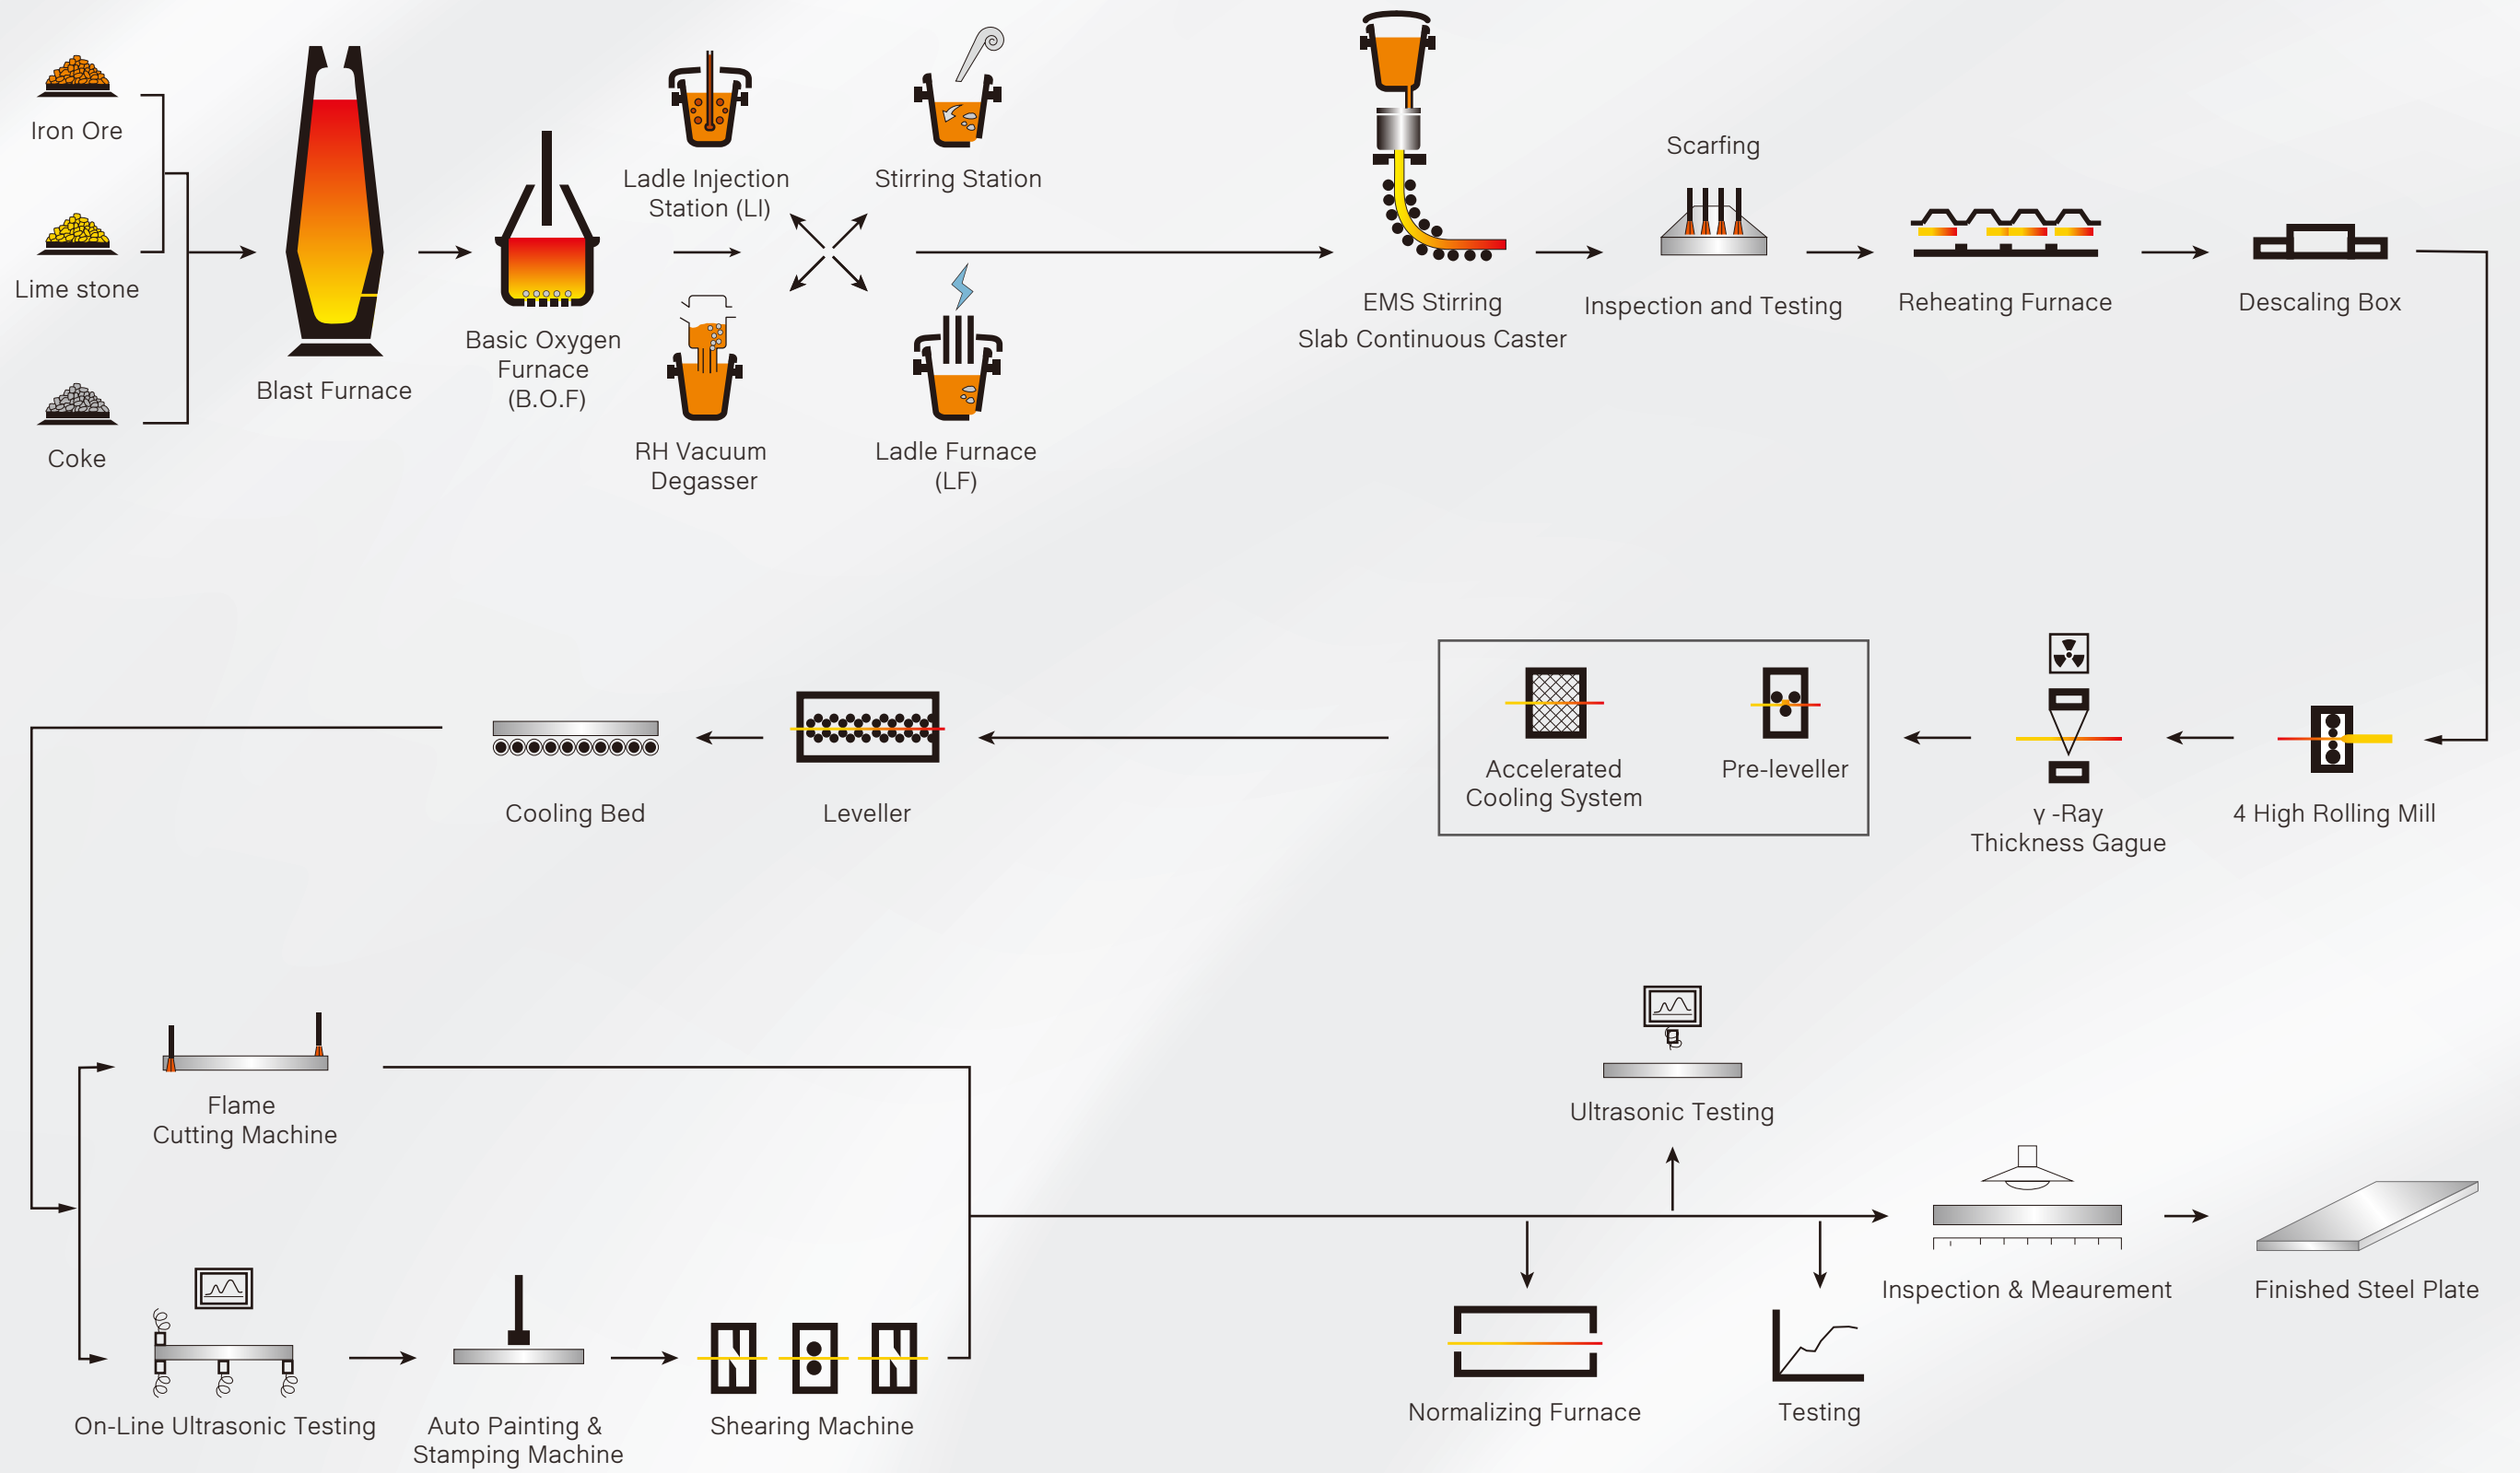 Iron Ore
Lime stone
Coke
Blast Furnace
Basic Oxygen
Furnace
(B.O.F)
Ladle Injection
Station (LI)
Stirring Station
RH Vacuum
Degasser
Ladle Furnace
(LF)
EMS Stirring
Slab Continuous Caster
Scarfing
Inspection and Testing
Reheating Furnace
Descaling Box
4 High Rolling Mill
γ -Ray
Thickness Gague
Pre-leveller
Accelerated
Cooling System
Leveller
Cooling Bed
Flame
Cutting Machine
On-Line Ultrasonic Testing
Auto Painting &
Stamping Machine
Shearing Machine
Ultrasonic Testing
Normalizing Furnace
Testing
Inspection & Meaurement
Finished Steel Plate